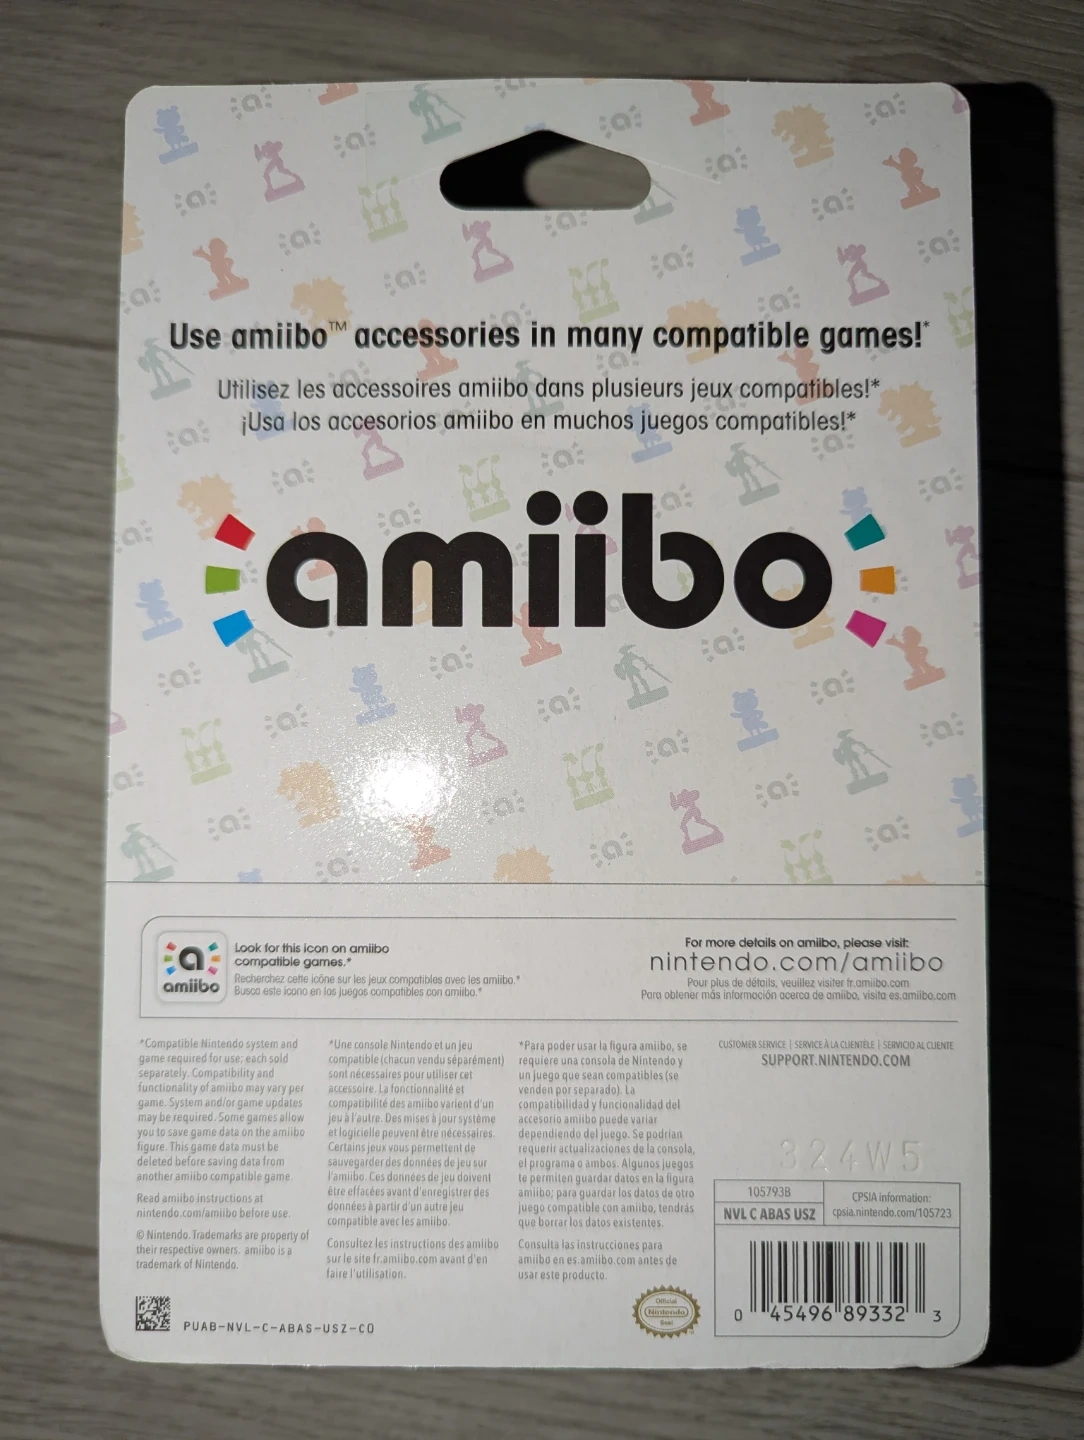 Use amiibo™ accessories in many compatible games!*
Utilisez les accessoires amiibo dans plusieurs jeux compatibles!*
¡Usa los accesorios amiibo en muchos juegos compatibles!*
amiibo
a
amiibo
Look for this icon on amiibo
compatible games.*
Recherchez cette icône sur les jeux compatibles avec les amiibo.*
Busca este icono en los juegos compatibles con amiibo.*
For more details on amiibo, please visit:
nintendo.com/amiibo
Pour plus de détails, veuillez visiter fr.amiibo.com
Para obtener más información acerca de amiibo, visita es.amiibo.com
*Compatible Nintendo system and
game required for use; each sold
separately. Compatibility and
functionality of amiibo may vary per
game. System and/or game updates
may be required. Some games allow
you to save game data on the amiibo
figure. This game data must be
deleted before saving data from
another amiibo compatible game.
Read amiibo instructions at
nintendo.com/amiibo before use.
© Nintendo. Trademarks are property of
their respective owners. amiibo is a
trademark of Nintendo.
*Une console Nintendo et un jeu
compatible (chacun vendu séparément)
sont nécessaires pour utiliser cet
accessoire. La fonctionnalité et
compatibilité des amiibo varient d'un
jeu à l'autre. Des mises à jour système
et logicielle peuvent être nécessaires.
Certains jeux vous permettent de
sauvegarder des données de jeu sur
l'amiibo. Ces données de jeu doivent
être effacées avant d'enregistrer des
données à partir d'un autre jeu
compatible avec les amiibo.
Consultez les instructions des amiibo
sur le site fr.amiibo.com avant d'en
faire l'utilisation.
*Para poder usar la figura amiibo, se
requiere una consola de Nintendo y
un juego que sean compatibles (se
venden por separado). La
compatibilidad y funcionalidad del
accesorio amiibo puede variar
dependiendo del juego. Se podrían
requerir actualizaciones de la consola,
el programa o ambos. Algunos juegos
te permiten guardar datos en la figura
amiibo; para guardar los datos de otro
juego compatible con amiibo, tendrás
que borrar los datos existentes.
Consulta las instrucciones para
amiibo en es.amiibo.com antes de
usar este producto.
CUSTOMER SERVICE | SERVICE À LA CLIENTÈLE | SERVICIO AL CLIENTE
SUPPORT.NINTENDO.COM
324W5
105793B
NVL C ABAS USZ
CPSIA information:
cpsia.nintendo.com/105723
0 45496 89332 3
Official
Nintendo
Seal
PUAB-NVL-C-ABAS-USZ-C0